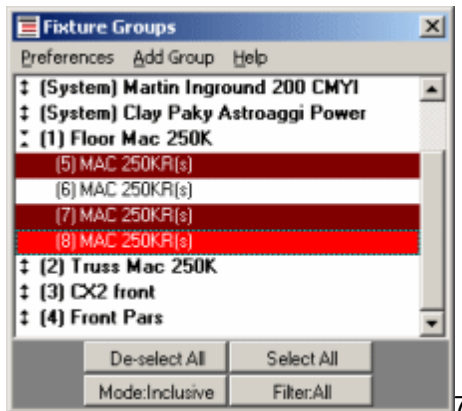 Fixture Groups
Preferences Add Group Help
(System) Martin Inground 200 CMYI
(System) Clay Paky Astroaggi Power
(1) Floor Mac 250K
(5) MAC 250KR(s)
(6) MAC 250KR(s)
(7) MAC 250KR(s)
(8) MAC 250KR(s)
(2) Truss Mac 250K
(3) CX2 front
(4) Front Pars
De-select All Select All
Mode:Inclusive Filter:All